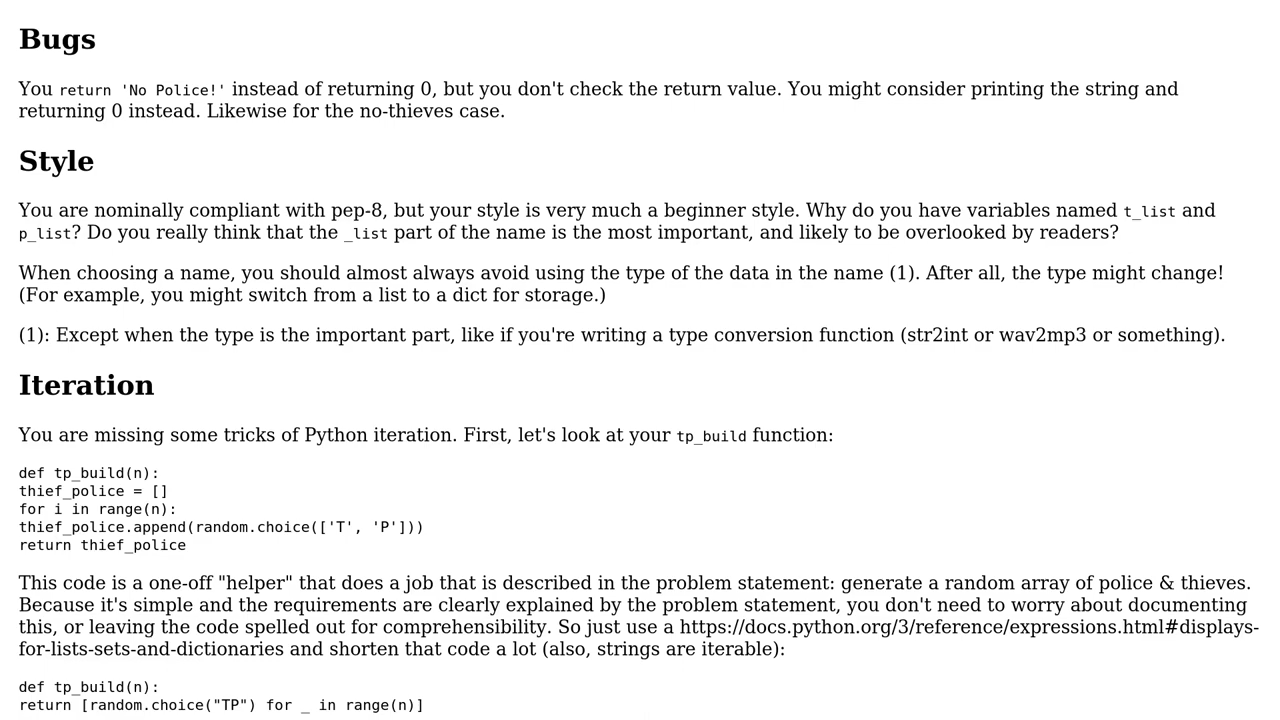 Bugs
You return 'No Police!' instead of returning 0, but you don't check the return value. You might consider printing the string and
returning 0 instead. Likewise for the no-thieves case.
Style
You are nominally compliant with pep-8, but your style is very much a beginner style. Why do you have variables named t_list and
p_list? Do you really think that the _list part of the name is the most important, and likely to be overlooked by readers?
When choosing a name, you should almost always avoid using the type of the data in the name (1). After all, the type might change!
(For example, you might switch from a list to a dict for storage.)
(1): Except when the type is the important part, like if you're writing a type conversion function (str2int or wav2mp3 or something).
Iteration
You are missing some tricks of Python iteration. First, let's look at your tp_build function:
def tp_build(n):
thief_police = []
for i in range(n):
thief_police.append(random.choice(['T', 'P']))
return thief_police
This code is a one-off "helper" that does a job that is described in the problem statement: generate a random array of police & thieves.
Because it's simple and the requirements are clearly explained by the problem statement, you don't need to worry about documenting
this, or leaving the code spelled out for comprehensibility. So just use a https://docs.python.org/3/reference/expressions.html#displays-
for-lists-sets-and-dictionaries and shorten that code a lot (also, strings are iterable):
def tp_build(n):
return [random.choice("TP") for _ in range(n)]